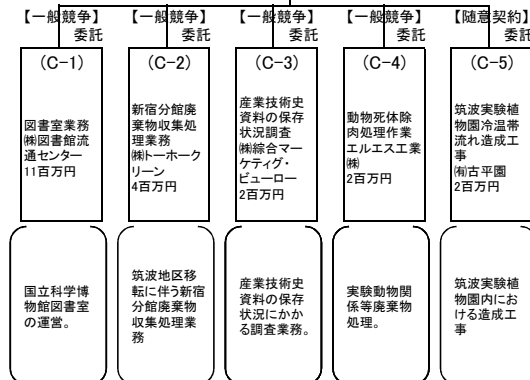 【一般競争】
委託
(C-1)
図書室業務
㈱図書館流
通センター
11百万円
国立科学博
物館図書室
の運営。
【一般競争】
委託
(C-2)
新宿分館廃
棄物収集処
理業務
㈱トーホーク
リーン
4百万円
筑波地区移
転に伴う新宿
分館廃棄物
収集処理業
務
【一般競争】
委託
(C-3)
産業技術史
資料の保存
状況調査
㈱綜合マー
ケティグ・
ビューロー
2百万円
産業技術史
資料の保存
状況にかか
る調査業務。
【一般競争】
委託
(C-4)
動物死体除
肉処理作業
エルエス工業
㈱
2百万円
実験動物関
係等廃棄物
処理。
【随意契約】
委託
(C-5)
筑波実験植
物園冷温帯
流れ造成工
事
㈲古平園
2百万円
筑波実験植
物園内にお
ける造成工
事